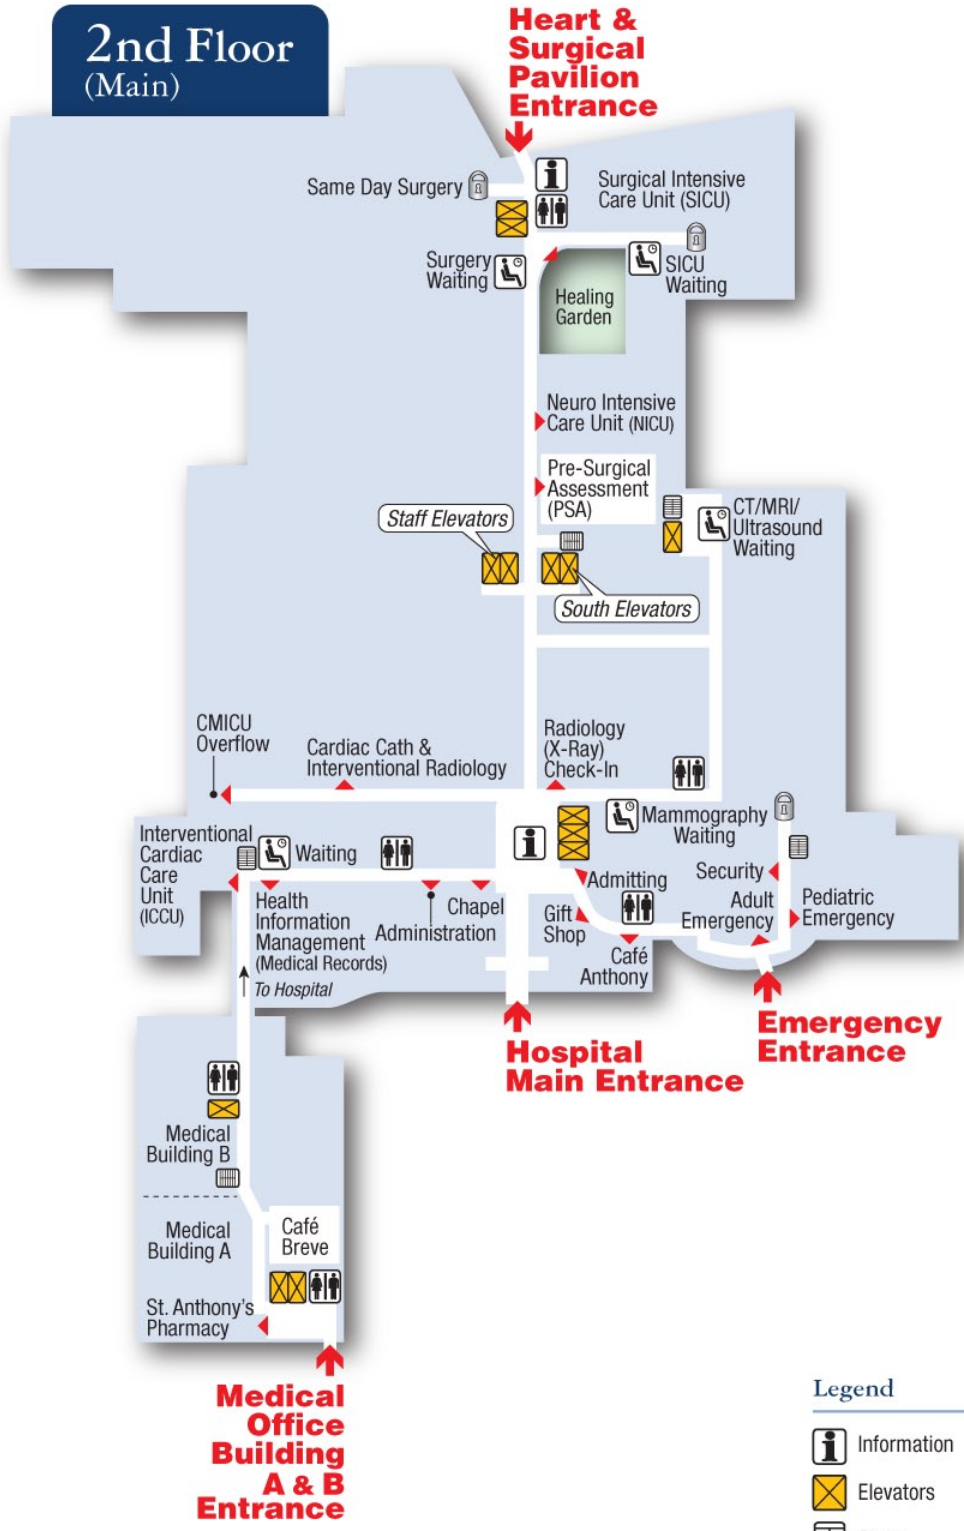 2nd Floor
(Main)
Heart &
Surgical
Pavilion
Entrance
Same Day Surgery
Surgical Intensive
Care Unit (SICU)
Surgery
Waiting
SICU
Waiting
Healing
Garden
Neuro Intensive
Care Unit (NICU)
Pre-Surgical
Assessment
(PSA)
Staff Elevators
CT/MRI/
Ultrasound
Waiting
South Elevators
CMICU
Overflow
Cardiac Cath &
Interventional Radiology
Radiology
(X-Ray)
Check-In
Mammography
Waiting
Interventional
Cardiac
Care
Unit
(ICCU)
Waiting
Health
Information
Management
(Medical Records)
Administration
Chapel
Admitting
Gift
Shop
Café
Anthony
Security
Adult
Emergency
Pediatric
Emergency
To Hospital
Hospital
Main Entrance
Emergency
Entrance
Medical
Building B
Medical
Building A
Café
Breve
St. Anthony's
Pharmacy
Medical
Office
Building
A & B
Entrance
Legend
Information
Elevators